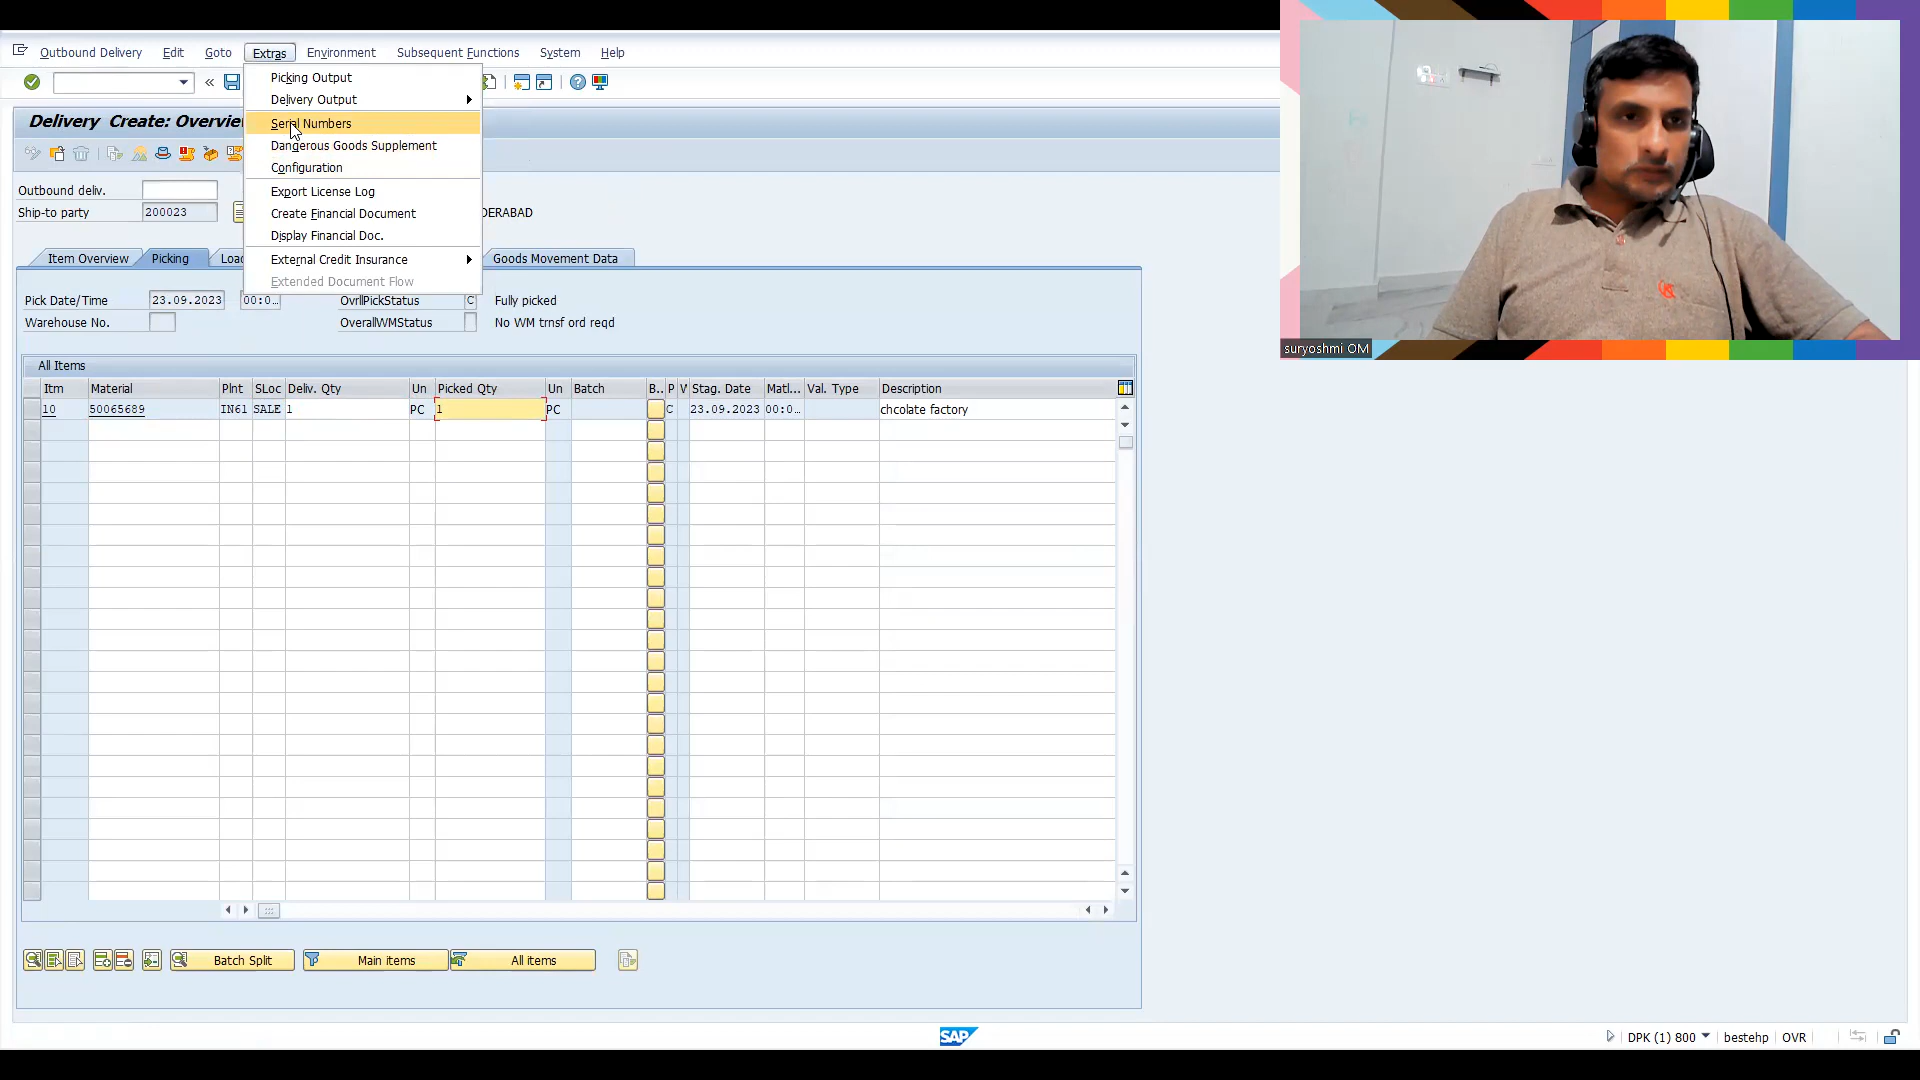 Outbound Delivery Edit Goto Extras Environment Subsequent Functions System Help
Picking Output
Delivery Output
Serial Numbers
Dangerous Goods Supplement
Configuration
Export License Log
Create Financial Document
Display Financial Doc.
External Credit Insurance
Extended Document Flow
Delivery Create: Overvie
Outbound deliv.
Ship-to party 200023 DERABAD
Item Overview Picking Loa Goods Movement Data
Pick Date/Time 23.09.2023 00:0... OvrllPickStatus C Fully picked
Warehouse No. OverallWMStatus No WM trnsf ord reqd
All Items
Itm Material Plnt SLoc Deliv. Qty Un Picked Qty Un Batch B.. P V Stag. Date Matl... Val. Type Description
10 50065689 IN61 SALE 1 PC 1 PC C 23.09.2023 00:0... chcolate factory
Batch Split Main items All items
SAP DPK (1) 800 bestehp OVR
suryoshmi OM